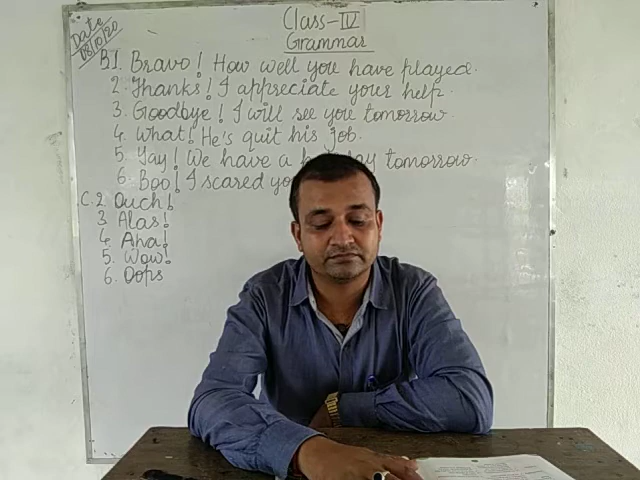 Date
08/10/20
Class-IV
Grammar
B.1. Bravo! How well you have played.
2. Thanks! I appreciate your help.
3. Goodbye! I will see you tomorrow.
4. What! He's quit his job.
5. Yay! We have a tomorrow.
6. Boo! I scared
C.2. Ouch!
3. Alas!
4. Aha!
5. Wow!
6. Oops